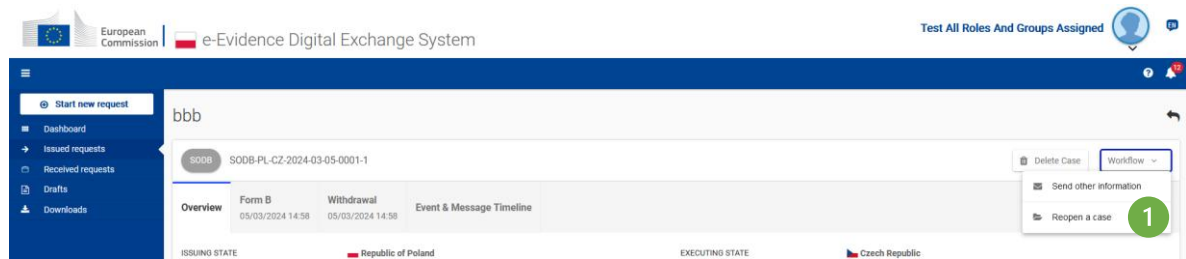 European
Commission
e-Evidence Digital Exchange System
Test All Roles And Groups Assigned
EN
12
Start new request
Dashboard
Issued requests
Received requests
Drafts
Downloads
bbb
SODB SODB-PL-CZ-2024-03-05-0001-1
Delete Case Workflow
Send other information
Reopen a case 1
Overview
Form B
05/03/2024 14:58
Withdrawal
05/03/2024 14:58
Event & Message Timeline
ISSUING STATE Republic of Poland EXECUTING STATE Czech Republic